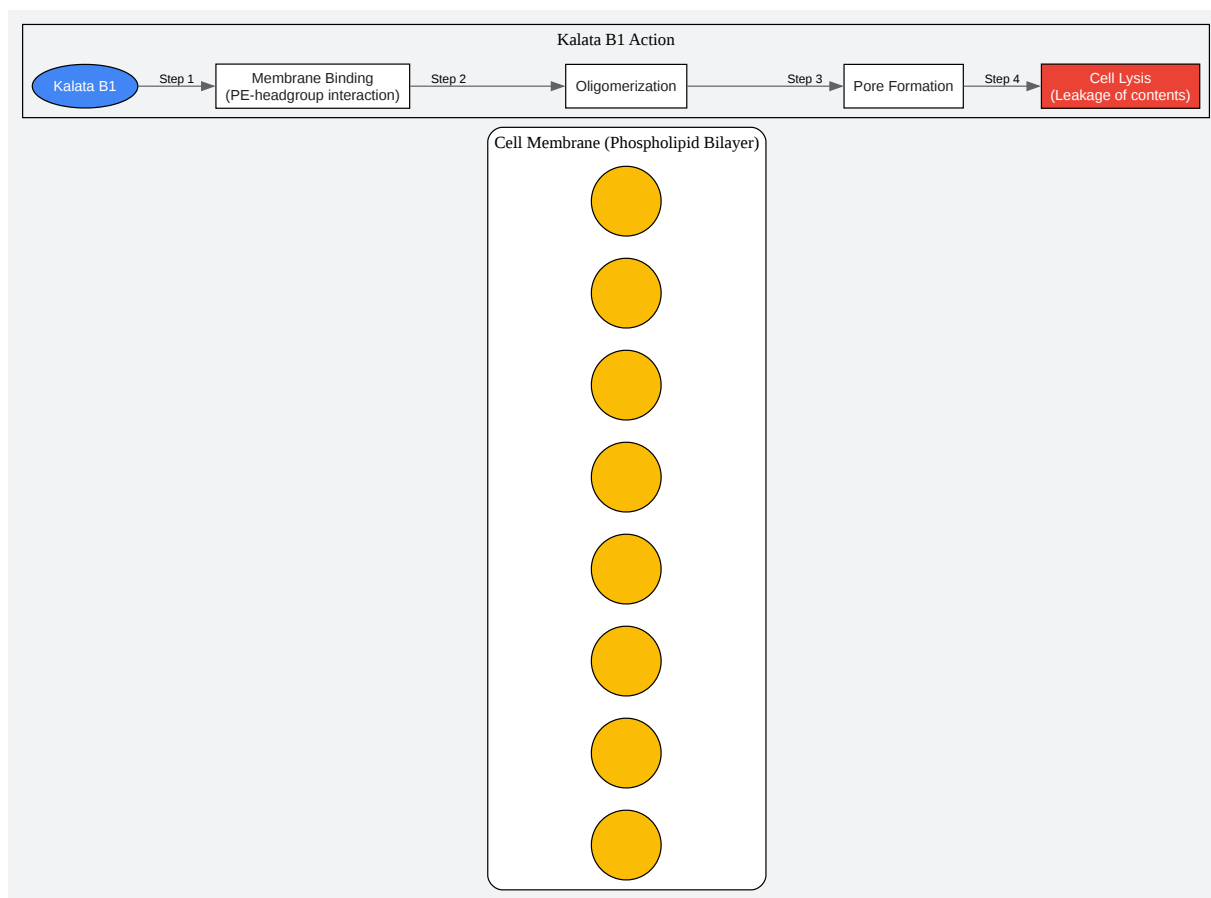 Kalata B1 Action
Kalata B1
Step 1
Membrane Binding
(PE-headgroup interaction)
Step 2
Oligomerization
Step 3
Pore Formation
Step 4
Cell Lysis
(Leakage of contents)
Cell Membrane (Phospholipid Bilayer)